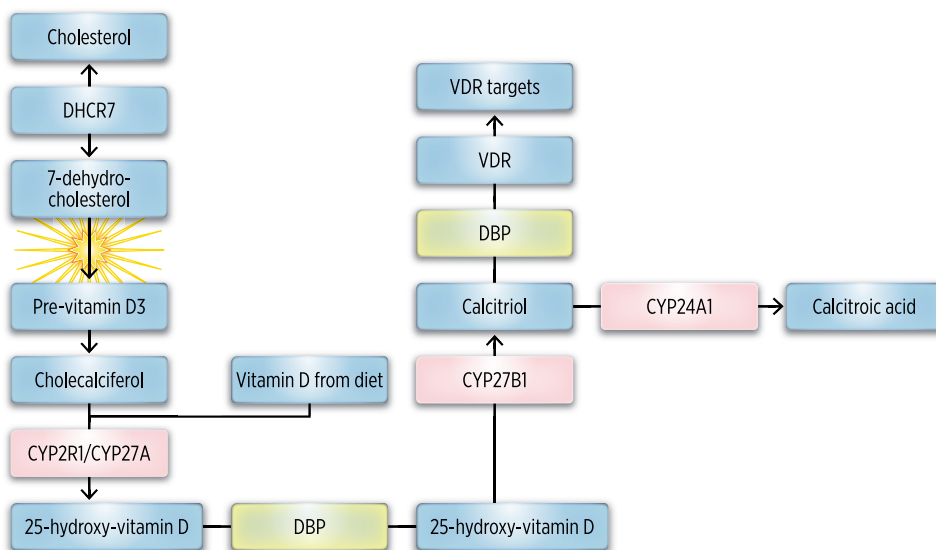 Cholesterol
DHCR7
7-dehydro-
cholesterol
Pre-vitamin D3
Cholecalciferol
Vitamin D from diet
CYP2R1/CYP27A
25-hydroxy-vitamin D
DBP
25-hydroxy-vitamin D
CYP27B1
Calcitriol
CYP24A1
Calcitroic acid
DBP
VDR
VDR targets